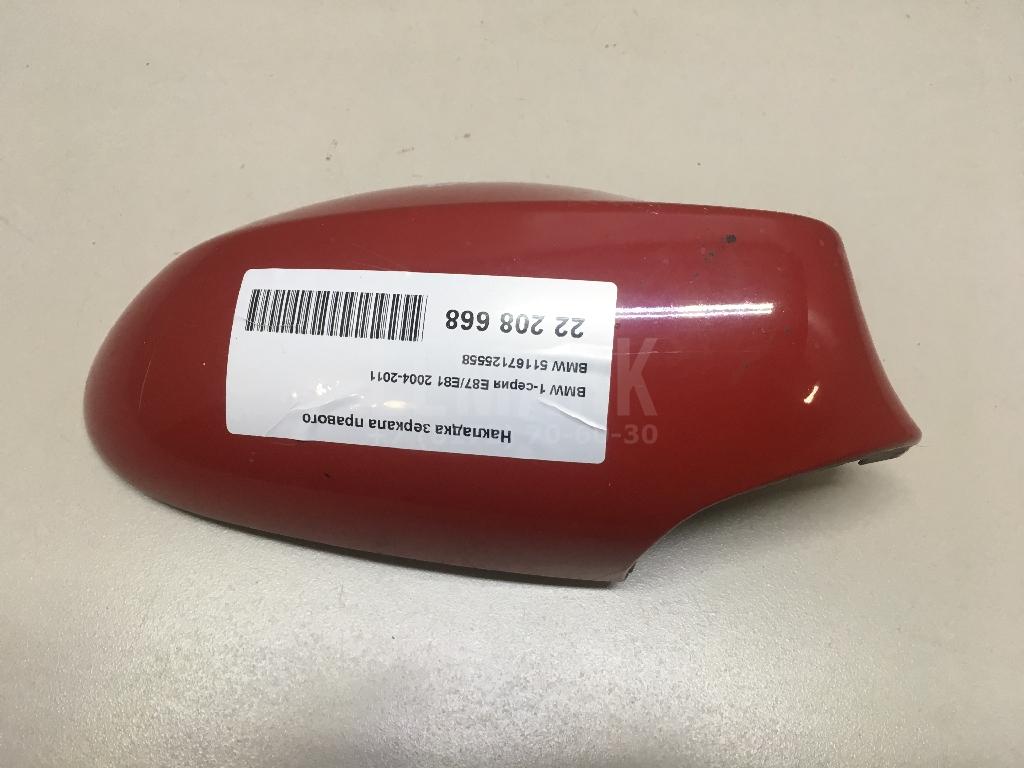 Накладка зеркала правого
BMW 1-серия E87/E81 2004-2011
BMW 51167125558
22 208 668